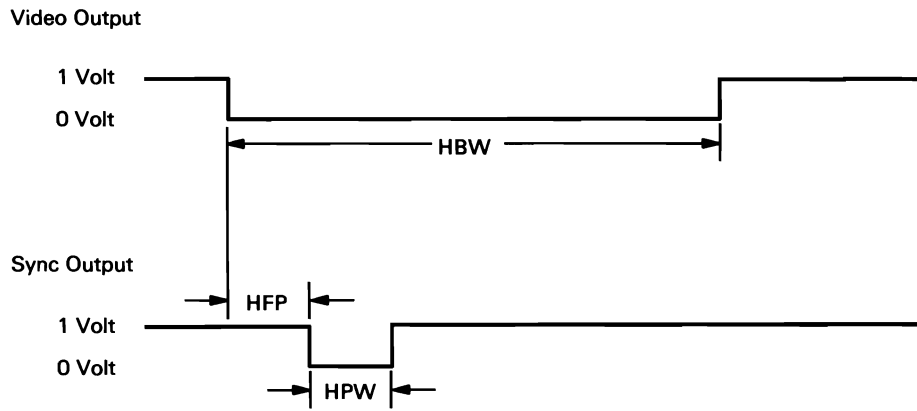 Video Output
1 Volt
0 Volt
HBW
Sync Output
HFP
1 Volt
0 Volt
HPW